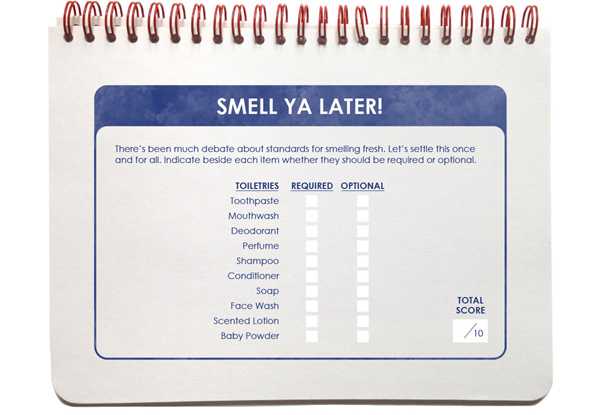 SMELL YA LATER!
There's been much debate about standards for smelling fresh. Let's settle this once
and for all. Indicate beside each item whether they should be required or optional.
TOILETRIES REQUIRED OPTIONAL
Toothpaste
Mouthwash
Deodorant
Perfume
Shampoo
Conditioner
Soap
Face Wash
Scented Lotion
Baby Powder
TOTAL
SCORE
/10